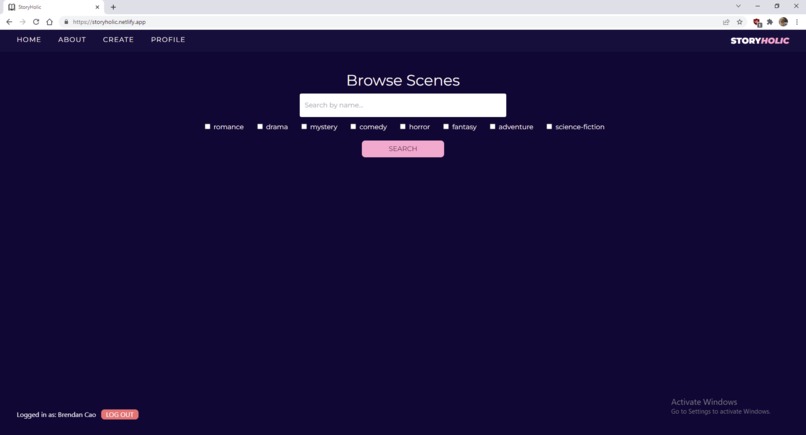 StoryHolic
https://storyholic.netlify.app
HOME ABOUT CREATE PROFILE
STORYHOLIC
Browse Scenes
Search by name...
romance drama mystery comedy horror fantasy adventure science-fiction
SEARCH
Logged in as: Brendan Cao LOG OUT
Activate Windows
Go to Settings to activate Windows.